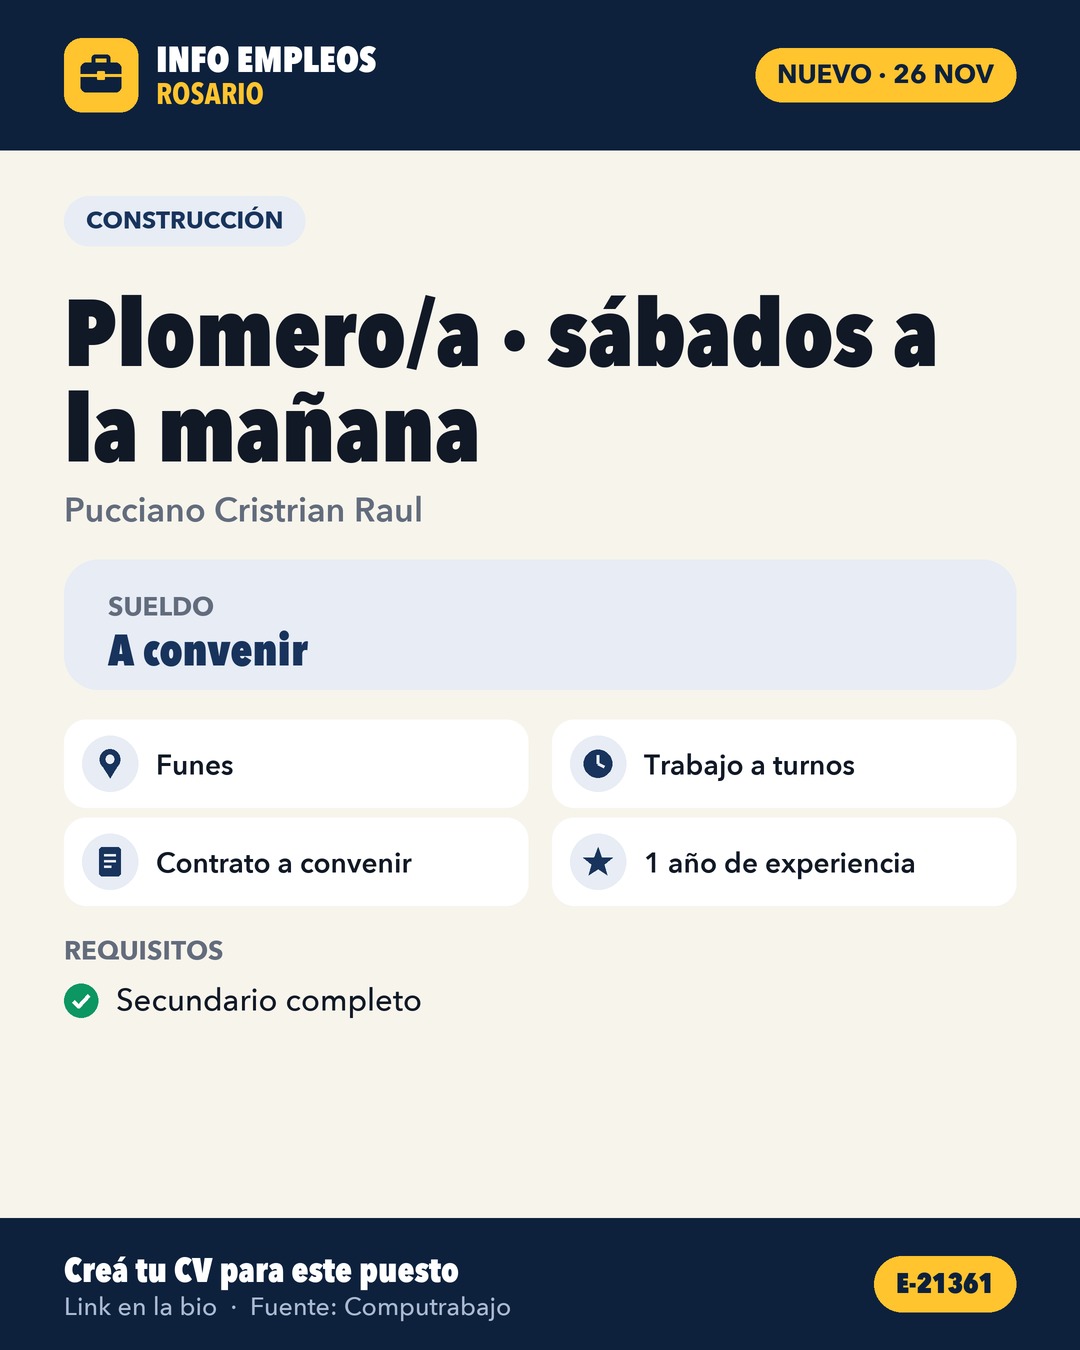 INFO EMPLEOS
ROSARIO
NUEVO · 26 NOV
CONSTRUCCIÓN
Plomero/a · sábados a
la mañana
Pucciano Cristrian Raul
SUELDO
A convenir
Funes
Trabajo a turnos
Contrato a convenir
1 año de experiencia
REQUISITOS
Secundario completo
Creá tu CV para este puesto
Link en la bio · Fuente: Computrabajo
E-21361